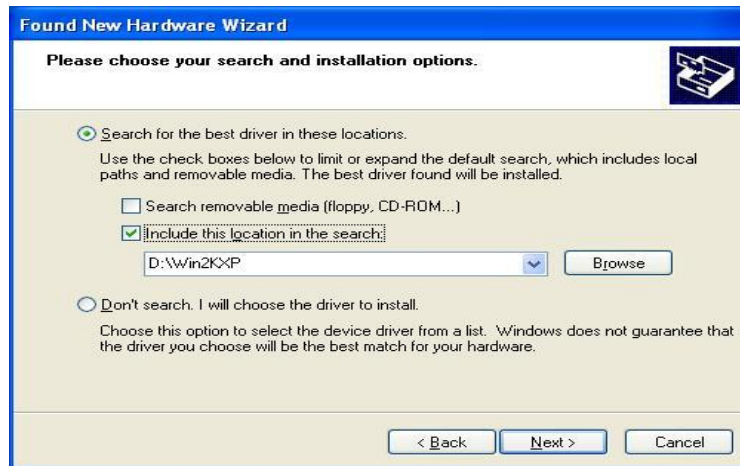 Found New Hardware Wizard
Please choose your search and installation options.
Search for the best driver in these locations.
Use the check boxes below to limit or expand the default search, which includes local
paths and removable media. The best driver found will be installed.
Search removable media (floppy, CD-ROM...)
Include this location in the search:
D:\Win2KXP
Browse
Don't search. I will choose the driver to install.
Choose this option to select the device driver from a list. Windows does not guarantee that
the driver you choose will be the best match for your hardware.
< Back
Next >
Cancel